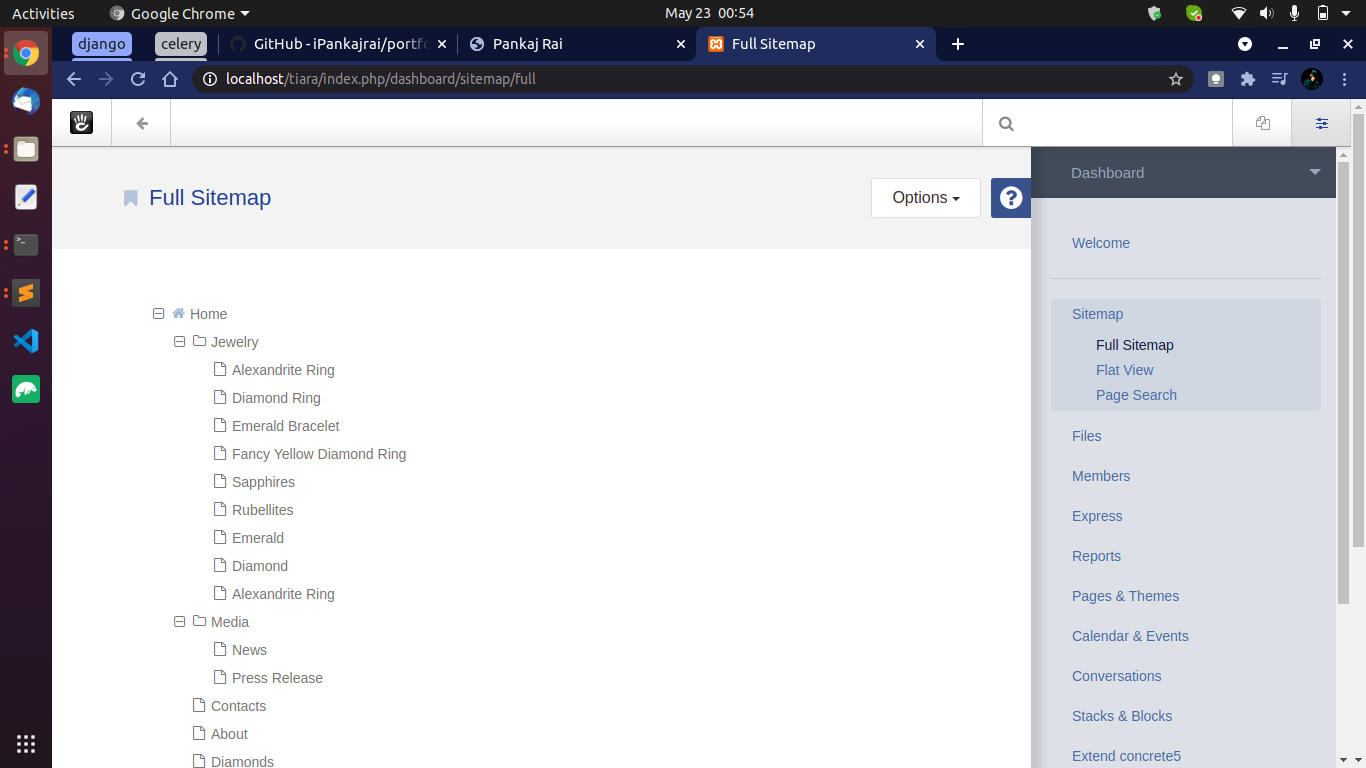 Activities
Google Chrome
May 23 00:54
django
celery
GitHub - iPankajrai/portfo
Pankaj Rai
Full Sitemap
localhost/tiara/index.php/dashboard/sitemap/full
Full Sitemap
Options
?
Home
Jewelry
Alexandrite Ring
Diamond Ring
Emerald Bracelet
Fancy Yellow Diamond Ring
Sapphires
Rubellites
Emerald
Diamond
Alexandrite Ring
Media
News
Press Release
Contacts
About
Diamonds
Dashboard
Welcome
Sitemap
Full Sitemap
Flat View
Page Search
Files
Members
Express
Reports
Pages & Themes
Calendar & Events
Conversations
Stacks & Blocks
Extend concrete5